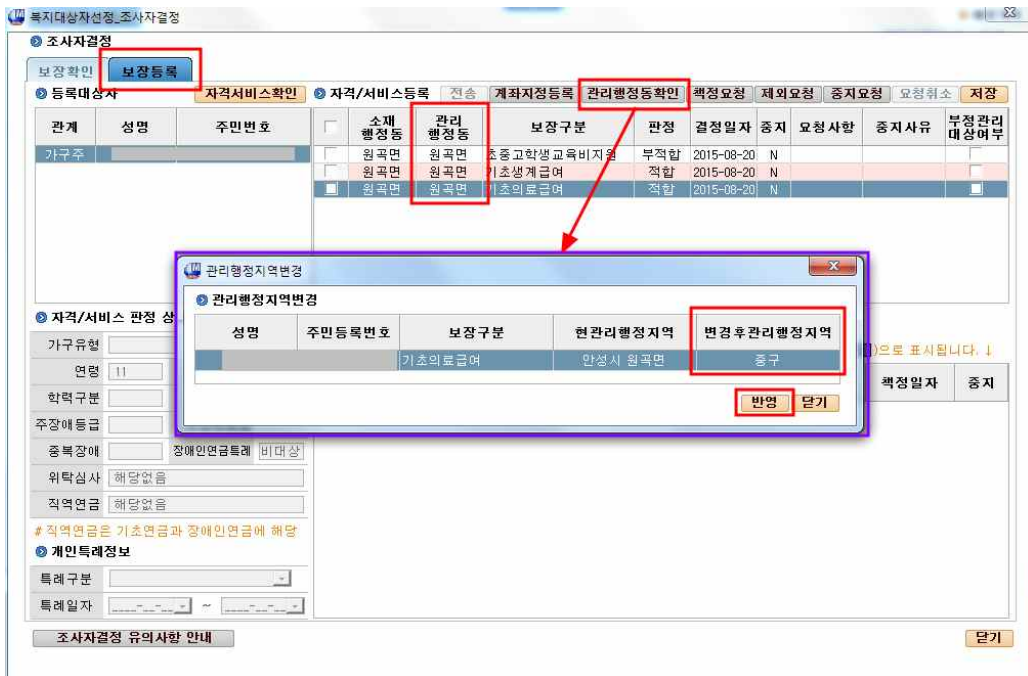 복지대상자선정_조사자결정
조사자결정
보장확인 보장등록
등록대상자 자격서비스확인 자격/서비스등록 전송 계좌지정등록 관리행정동확인 책정요청 제외요청 중지요청 요청취소 저장
관계 성명 주민번호 소재행정동 관리행정동 보장구분 판정 결정일자 중지 요청사항 중지사유 부정관리대상여부
가구주 원곡면 원곡면 초중고학생교육비지원 부적합 2015-08-20 N
원곡면 원곡면 기초생계급여 적합 2015-08-20 N
원곡면 원곡면 기초의료급여 적합 2015-08-20 N
관리행정지역변경
관리행정지역변경
성명 주민등록번호 보장구분 현관리행정지역 변경후관리행정지역
기초의료급여 안성시 원곡면 중구
반영 닫기
자격/서비스 판정 상
가구유형 )으로 표시됩니다. ↓
연령 11 책정일자 중지
학력구분
주장애등급
중복장애 장애인연금특례 비대상
위탁심사 해당없음
직역연금 해당없음
# 직역연금은 기초연금과 장애인연금에 해당
개인특례정보
특례구분
특례일자 ____-__-__ ~ ____-__-__
조사자결정 유의사항 안내 닫기